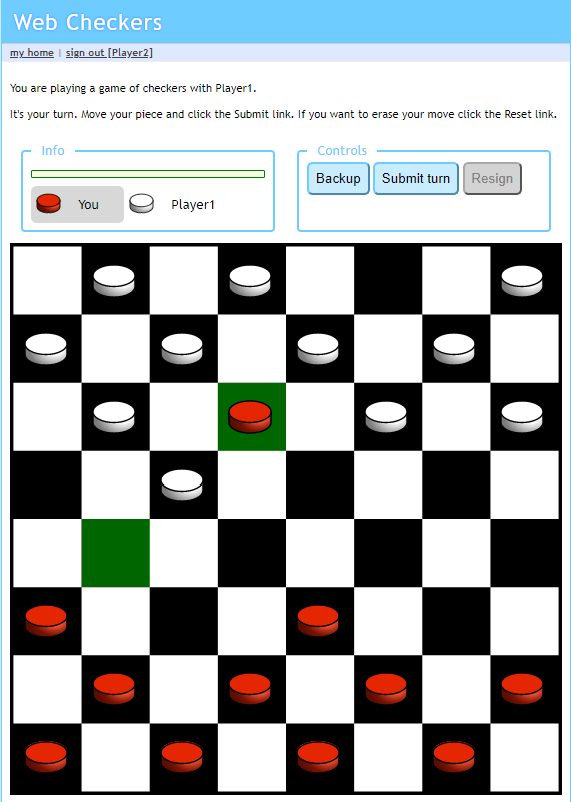 Web Checkers
my home | sign out [Player2]
You are playing a game of checkers with Player1.
It's your turn. Move your piece and click the Submit link. If you want to erase your move click the Reset link.
Info
You
Player1
Controls
Backup
Submit turn
Resign